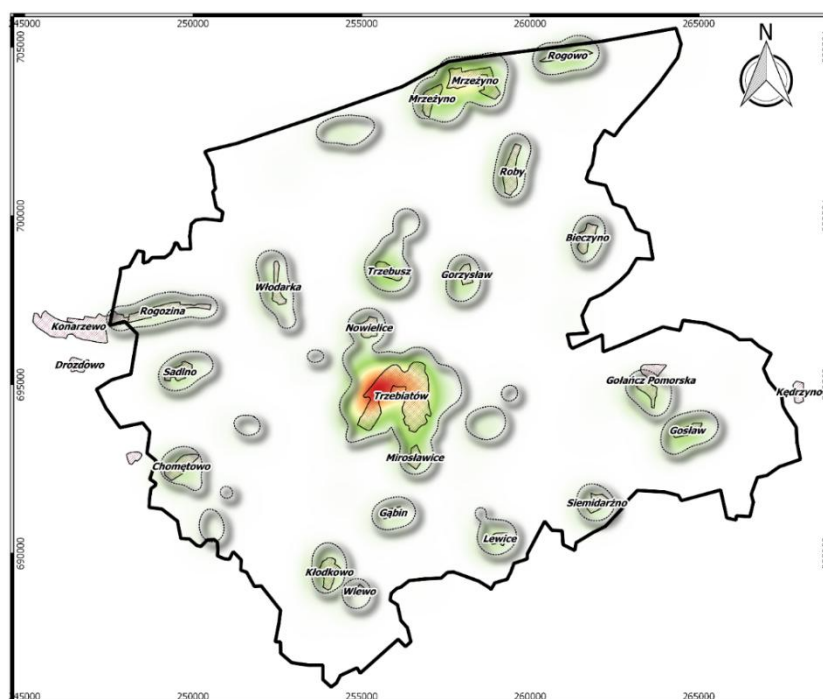 245000 250000 255000 260000 265000
705000
N
Rogowo
Mrzeżyno
Mrzeżyno
Roby
700000
Bieczyno
Trzebusz
Gorzysław
Włodarka
Rogozina
Konarzewo
Nowielice
Drozdowo
Sadlno
695000
Gołańcz Pomorska
Kędrzyno
Trzebiatów
Gosław
Mirosławice
Chomętowo
Siemidarżno
Gąbin
Lewice
690000
Kłodkowo
Wlewo
245000 250000 255000 260000 265000